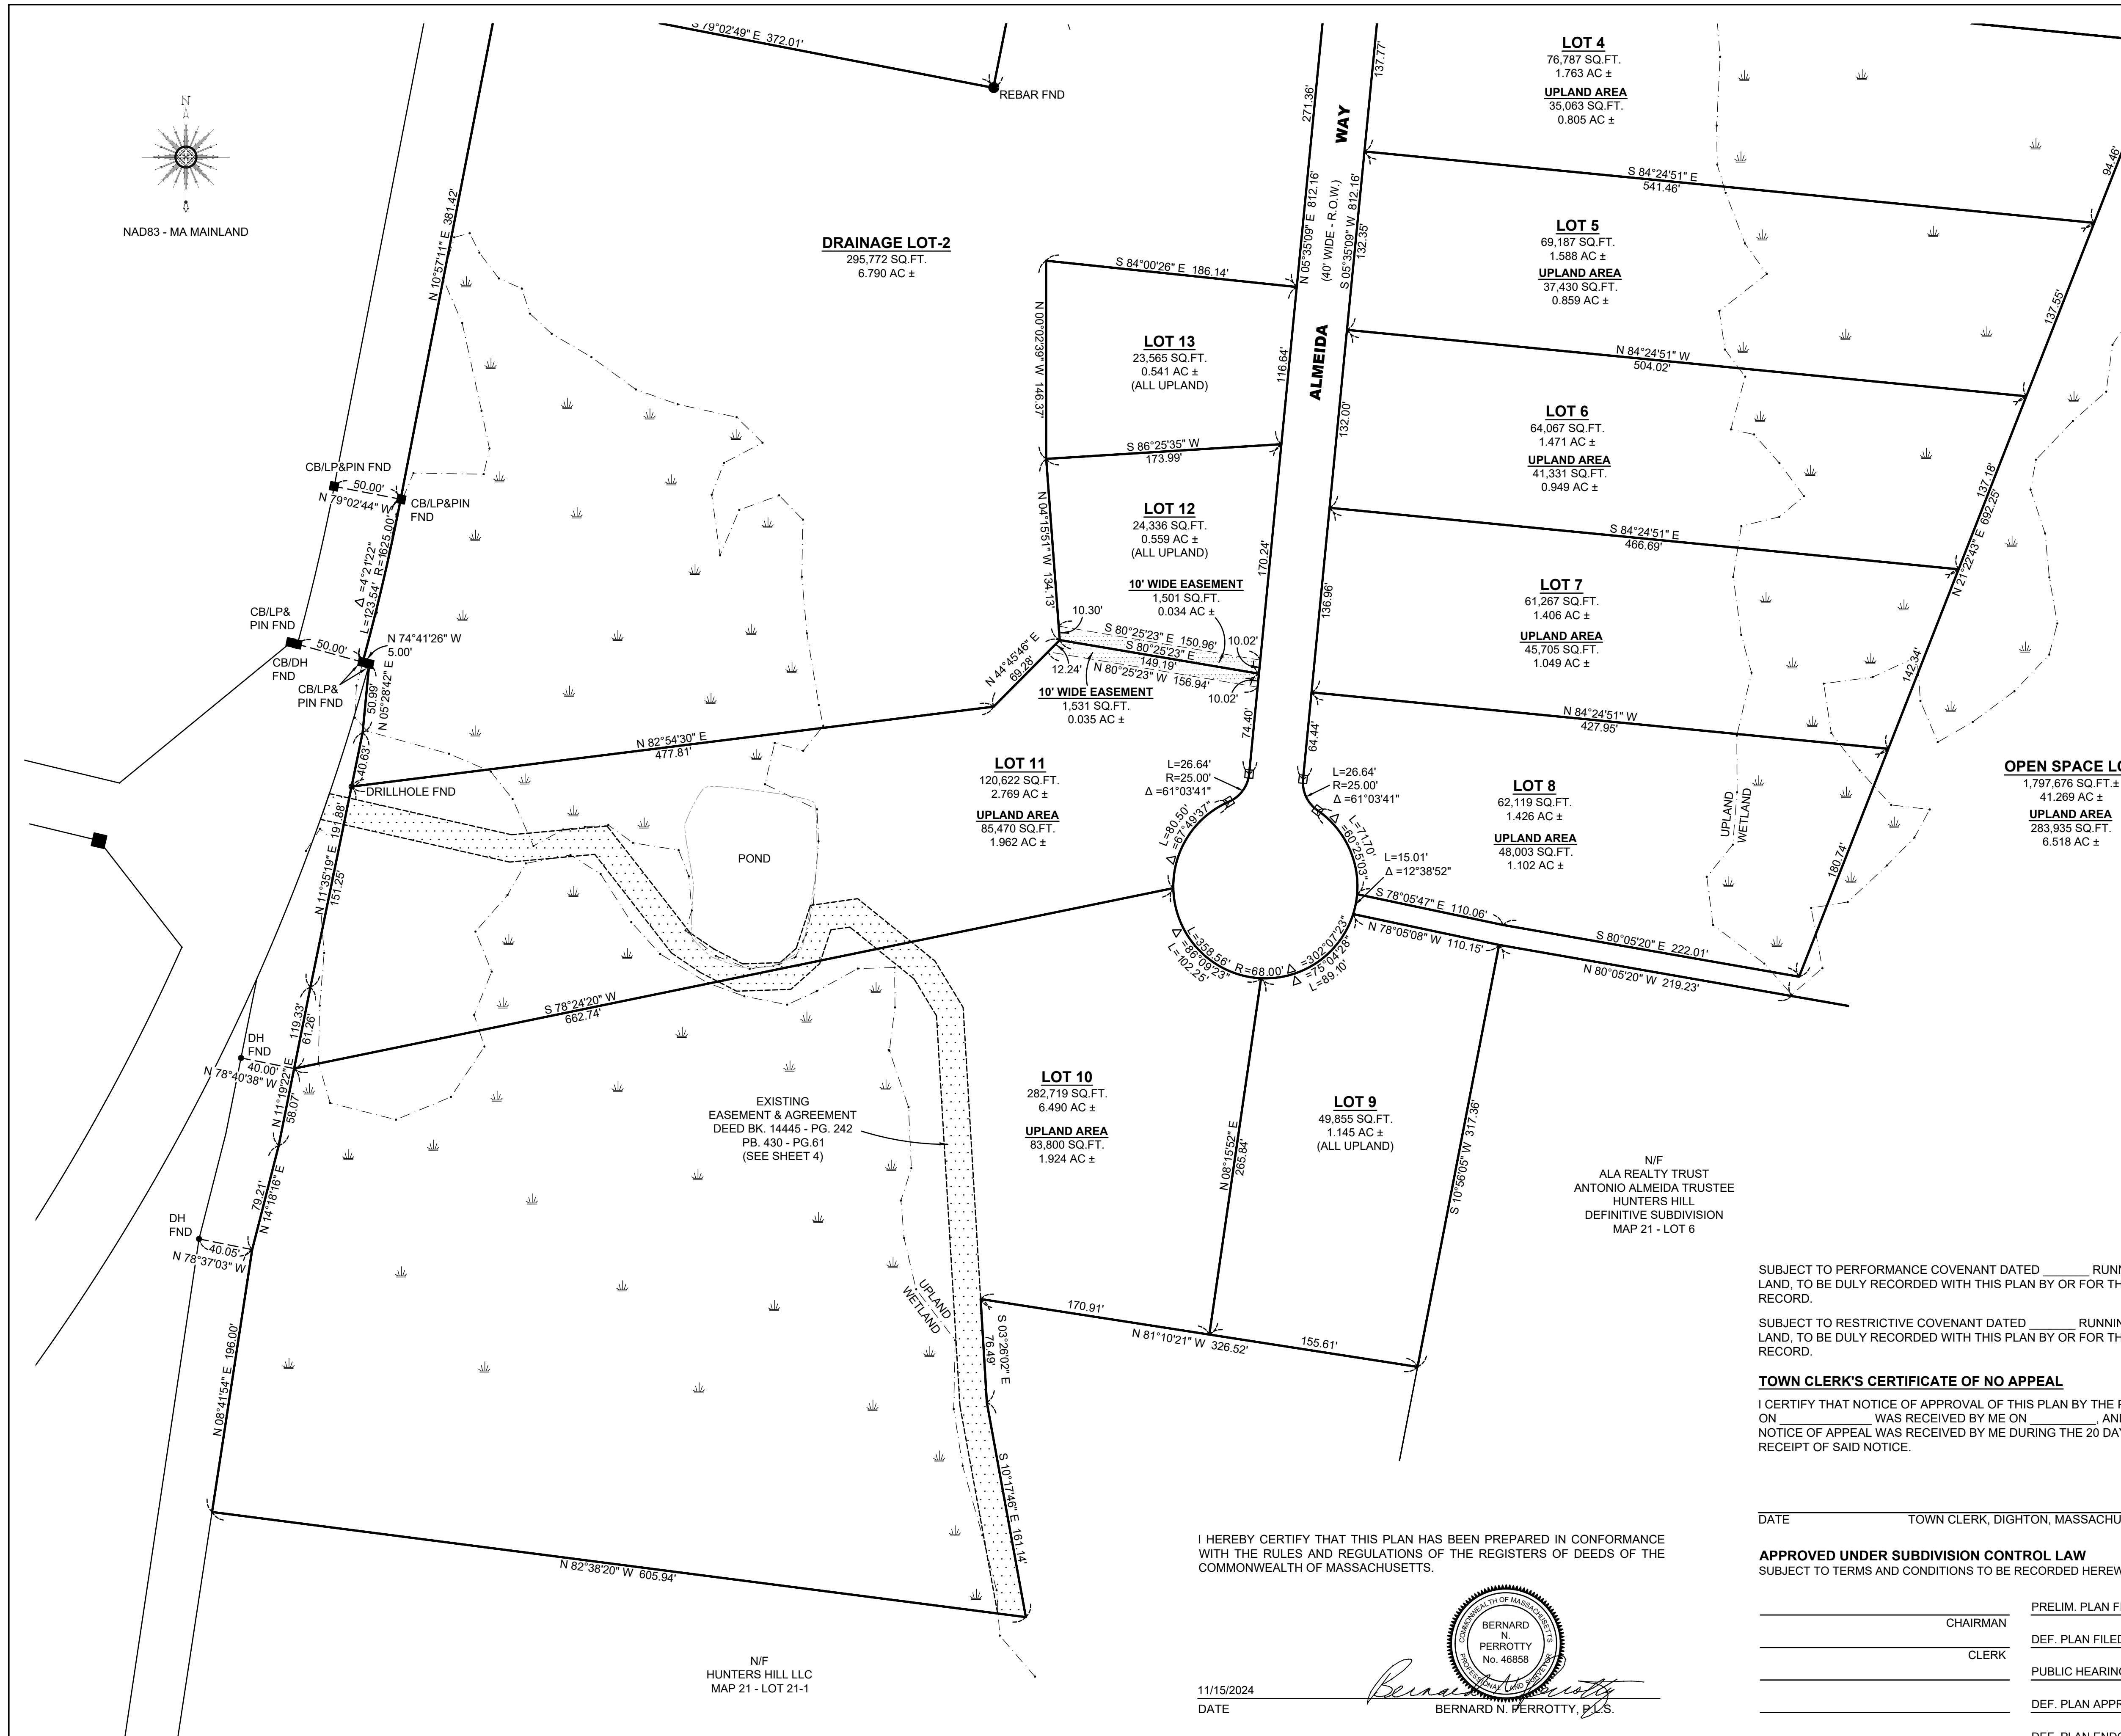 S 79°02'49" E 372.01'
REBAR FND
N
NAD83 - MA MAINLAND
N 10°57'11" E 381.42'
DRAINAGE LOT-2
295,772 SQ.FT.
6.790 AC ±
271.36'
137.77'
ALMEIDA WAY
N 05°35'09" E 812.16'
(40' WIDE - R.O.W.)
S 05°35'09" W 812.16'
132.35'
LOT 4
76,787 SQ.FT.
1.763 AC ±
UPLAND AREA
35,063 SQ.FT.
0.805 AC ±
S 84°24'51" E
541.46'
94.46'
LOT 5
69,187 SQ.FT.
1.588 AC ±
UPLAND AREA
37,430 SQ.FT.
0.859 AC ±
137.55'
N 84°24'51" W
504.02'
S 84°00'26" E 186.14'
N 00°02'39" W 146.37'
LOT 13
23,565 SQ.FT.
0.541 AC ±
(ALL UPLAND)
116.64'
132.00'
S 86°25'35" W
173.99'
LOT 6
64,067 SQ.FT.
1.471 AC ±
UPLAND AREA
41,331 SQ.FT.
0.949 AC ±
137.18'
N 21°22'43" E 692.25'
S 84°24'51" E
466.69'
CB/LP&PIN FND
50.00'
N 79°02'44" W
CB/LP&PIN
FND
Δ =4°21'22"
L=123.54' R=1625.00'
N 04°15'51" W 134.13'
LOT 12
24,336 SQ.FT.
0.559 AC ±
(ALL UPLAND)
170.24'
136.96'
10' WIDE EASEMENT
1,501 SQ.FT.
0.034 AC ±
10.30'
S 80°25'23" E 150.96'
10.02'
S 80°25'23" E
149.19'
N 80°25'23" W 156.94'
12.24'
10.02'
10' WIDE EASEMENT
1,531 SQ.FT.
0.035 AC ±
LOT 7
61,267 SQ.FT.
1.406 AC ±
UPLAND AREA
45,705 SQ.FT.
1.049 AC ±
142.34'
N 84°24'51" W
427.95'
CB/LP&
PIN FND
50.00'
N 74°41'26" W
5.00'
CB/DH
FND
CB/LP&
PIN FND
50.99'
N 05°28'42" E
40.63'
N 44°45'46" E
69.28'
N 82°54'30" E
477.81'
DRILLHOLE FND
74.40'
64.44'
L=26.64'
R=25.00'
Δ =61°03'41"
L=26.64'
R=25.00'
Δ =61°03'41"
LOT 11
120,622 SQ.FT.
2.769 AC ±
UPLAND AREA
85,470 SQ.FT.
1.962 AC ±
LOT 8
62,119 SQ.FT.
1.426 AC ±
UPLAND AREA
48,003 SQ.FT.
1.102 AC ±
UPLAND
WETLAND
OPEN SPACE LO
1,797,676 SQ.FT.±
41.269 AC ±
UPLAND AREA
283,935 SQ.FT.
6.518 AC ±
180.74'
POND
L=80.50'
Δ =67°49'37"
L=71.70'
Δ =60°25'03"
L=15.01'
Δ =12°38'52"
L=358.56' R=68.00' Δ =302°07'23"
Δ =86°09'23"
L=102.25'
Δ =75°04'28"
L=89.10'
S 78°05'47" E 110.06'
N 78°05'08" W 110.15'
S 80°05'20" E 222.01'
N 80°05'20" W 219.23'
N 11°35'19" E 191.88'
151.25'
S 78°24'20" W
662.74'
DH
FND
40.00'
N 78°40'38" W
119.33'
61.26'
N 11°19'22" E
58.07'
79.21'
N 14°18'16" E
DH
FND
40.05'
N 78°37'03" W
EXISTING
EASEMENT & AGREEMENT
DEED BK. 14445 - PG. 242
PB. 430 - PG.61
(SEE SHEET 4)
LOT 10
282,719 SQ.FT.
6.490 AC ±
UPLAND AREA
83,800 SQ.FT.
1.924 AC ±
N 08°15'52" E
265.84'
LOT 9
49,855 SQ.FT.
1.145 AC ±
(ALL UPLAND)
S 10°56'05" W 317.36'
N/F
ALA REALTY TRUST
ANTONIO ALMEIDA TRUSTEE
HUNTERS HILL
DEFINITIVE SUBDIVISION
MAP 21 - LOT 6
UPLAND
WETLAND
170.91'
N 81°10'21" W 326.52'
155.61'
S 03°26'02" E
76.49'
N 08°41'54" E 196.00'
S 10°17'46" E 161.14'
N 82°38'20" W 605.94'
N/F
HUNTERS HILL LLC
MAP 21 - LOT 21-1
SUBJECT TO PERFORMANCE COVENANT DATED _______ RUNN
LAND, TO BE DULY RECORDED WITH THIS PLAN BY OR FOR TH
RECORD.
SUBJECT TO RESTRICTIVE COVENANT DATED _______ RUNNIN
LAND, TO BE DULY RECORDED WITH THIS PLAN BY OR FOR TH
RECORD.
TOWN CLERK'S CERTIFICATE OF NO APPEAL
I CERTIFY THAT NOTICE OF APPROVAL OF THIS PLAN BY THE P
ON ______________ WAS RECEIVED BY ME ON __________, AND
NOTICE OF APPEAL WAS RECEIVED BY ME DURING THE 20 DAY
RECEIPT OF SAID NOTICE.
DATE TOWN CLERK, DIGHTON, MASSACHU
APPROVED UNDER SUBDIVISION CONTROL LAW
SUBJECT TO TERMS AND CONDITIONS TO BE RECORDED HEREW
PRELIM. PLAN FI
CHAIRMAN
DEF. PLAN FILED
CLERK
PUBLIC HEARING
DEF. PLAN APPR
DEF. PLAN ENDO
I HEREBY CERTIFY THAT THIS PLAN HAS BEEN PREPARED IN CONFORMANCE
WITH THE RULES AND REGULATIONS OF THE REGISTERS OF DEEDS OF THE
COMMONWEALTH OF MASSACHUSETTS.
COMMONWEALTH OF MASSACHUSETTS
BERNARD
N.
PERROTTY
No. 46858
PROFESSIONAL LAND SURVEYOR
Bernard N Perrotty
11/15/2024
DATE BERNARD N. PERROTTY, P.L.S.